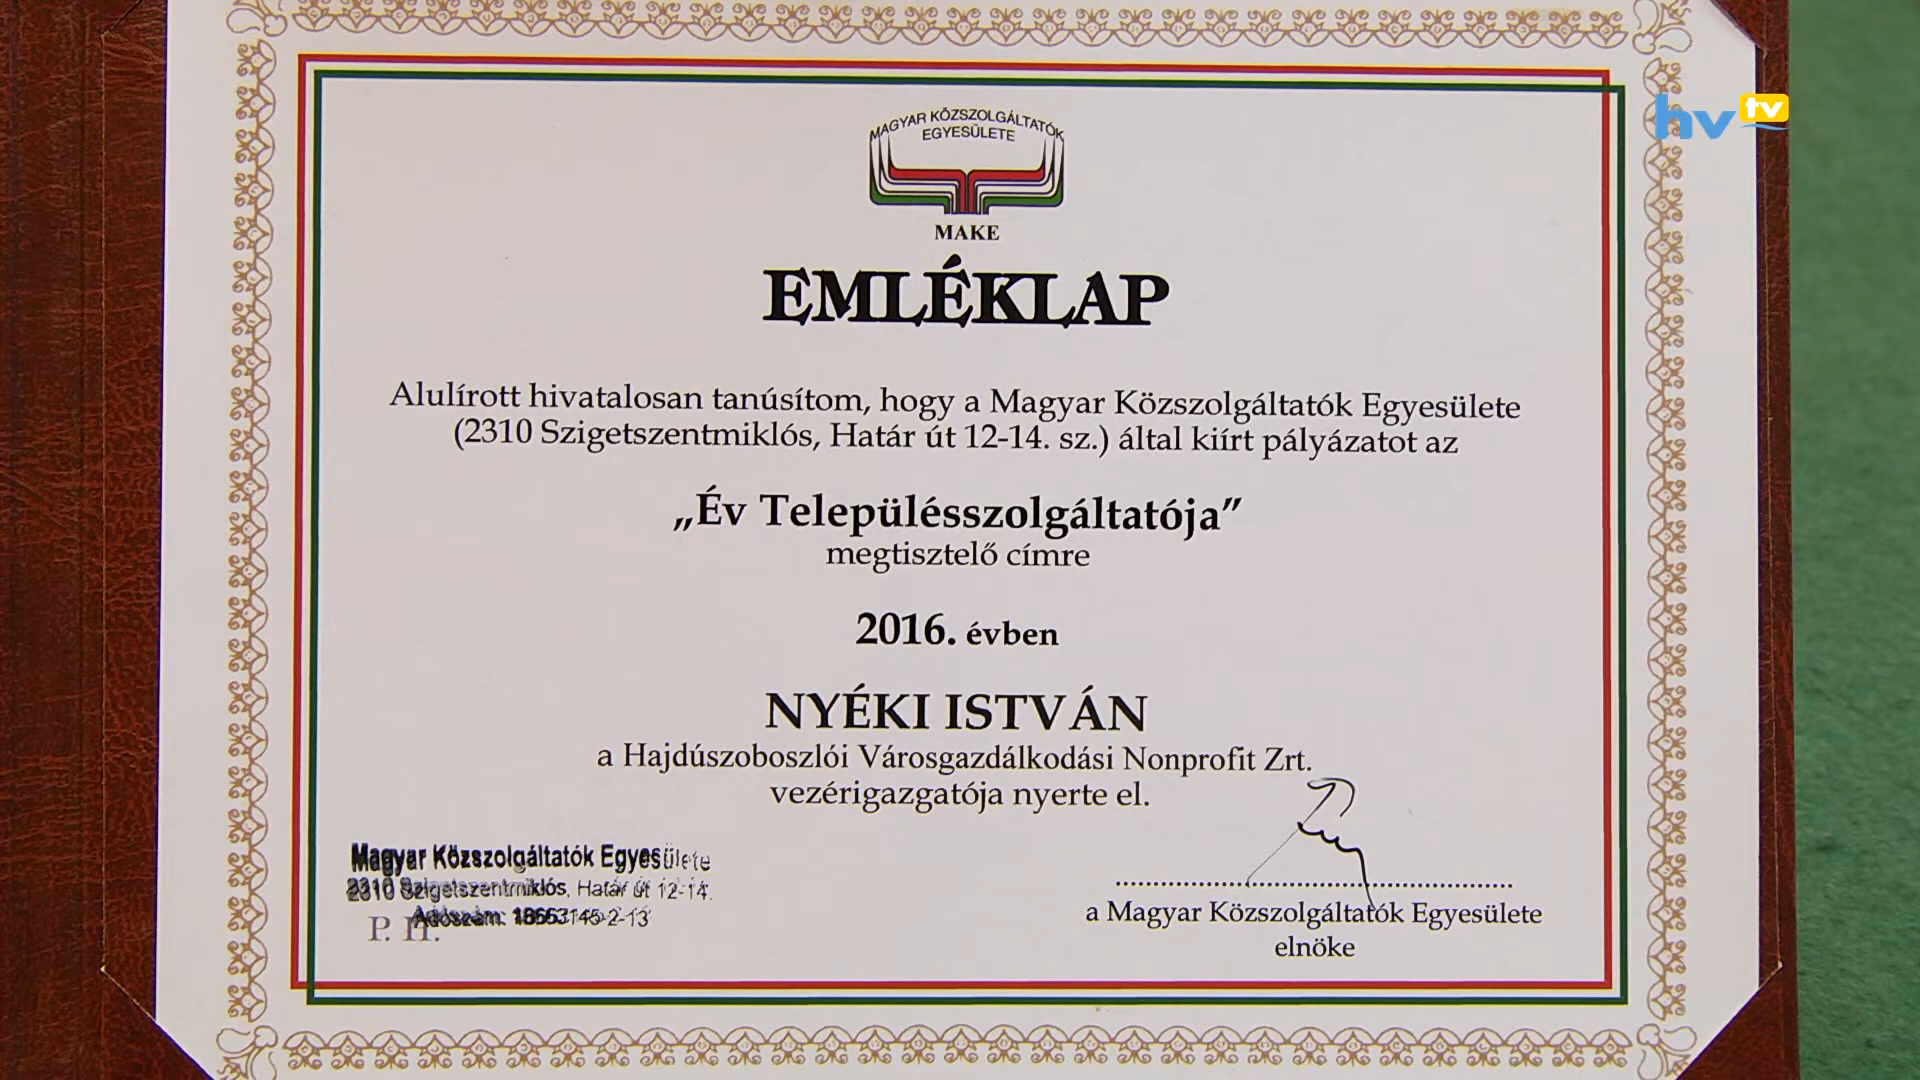 hv tv
MAGYAR KÖZSZOLGÁLTATÓK
EGYESÜLETE
MAKE
EMLÉKLAP
Alulírott hivatalosan tanúsítom, hogy a Magyar Közszolgáltatók Egyesülete
(2310 Szigetszentmiklós, Határ út 12-14. sz.) által kiírt pályázatot az
„Év Településszolgáltatója”
megtisztelő címre
2016. évben
NYÉKI ISTVÁN
a Hajdúszoboszlói Városgazdálkodási Nonprofit Zrt.
vezérigazgatója nyerte el.
Magyar Közszolgáltatók Egyesülete
2310 Szigetszentmiklós, Határ út 12-14.
Adószám:
P. H.
a Magyar Közszolgáltatók Egyesülete
elnöke